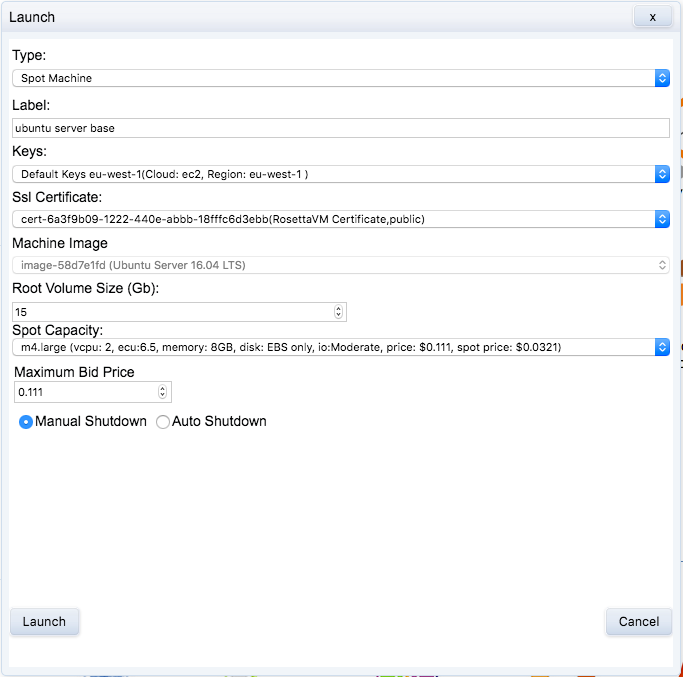 Launch
x
Type:
Spot Machine
Label:
ubuntu server base
Keys:
Default Keys eu-west-1(Cloud: ec2, Region: eu-west-1 )
Ssl Certificate:
cert-6a3f9b09-1222-440e-abbb-18fffc6d3ebb(RosettaVM Certificate,public)
Machine Image
image-58d7e1fd (Ubuntu Server 16.04 LTS)
Root Volume Size (Gb):
15
Spot Capacity:
m4.large (vcpu: 2, ecu:6.5, memory: 8GB, disk: EBS only, io:Moderate, price: $0.111, spot price: $0.0321)
Maximum Bid Price
0.111
Manual Shutdown Auto Shutdown
Launch Cancel